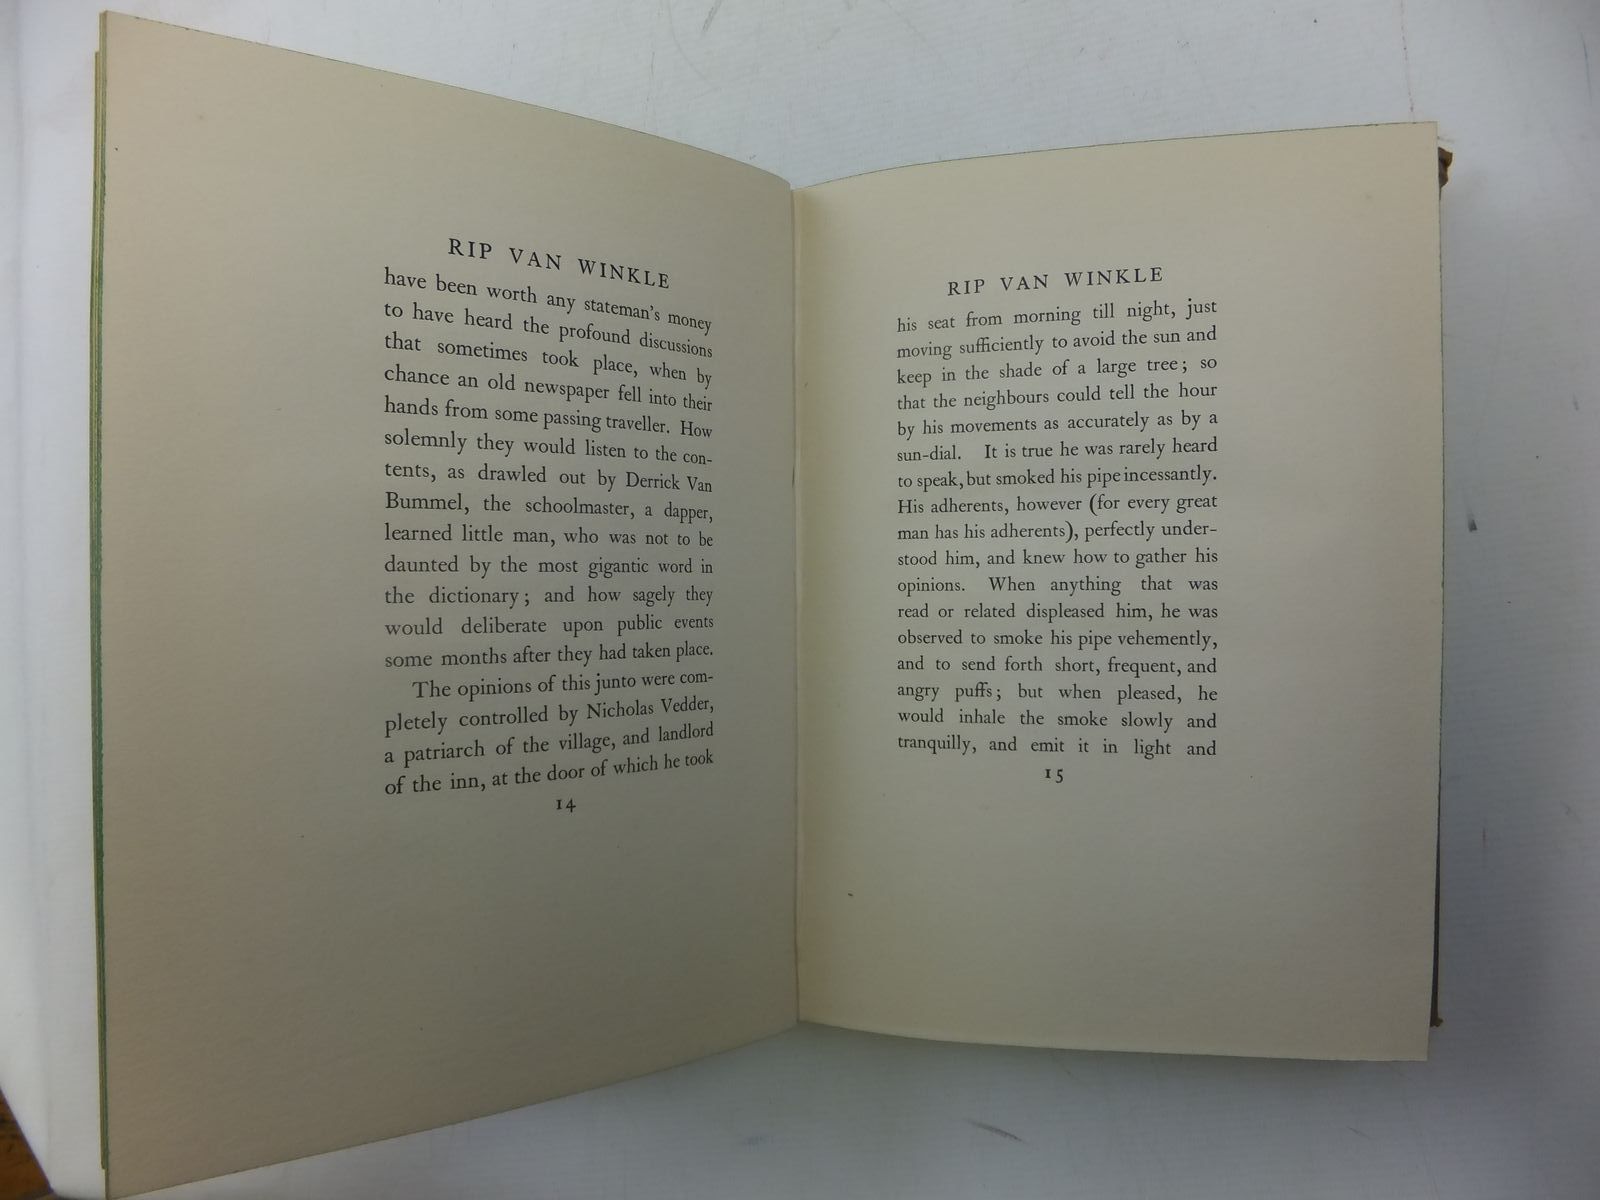 RIP VAN WINKLE
have been worth any stateman's money
to have heard the profound discussions
that sometimes took place, when by
chance an old newspaper fell into their
hands from some passing traveller. How
solemnly they would listen to the con-
tents, as drawled out by Derrick Van
Bummel, the schoolmaster, a dapper,
learned little man, who was not to be
daunted by the most gigantic word in
the dictionary; and how sagely they
would deliberate upon public events
some months after they had taken place.
The opinions of this junto were com-
pletely controlled by Nicholas Vedder,
a patriarch of the village, and landlord
of the inn, at the door of which he took
14
RIP VAN WINKLE
his seat from morning till night, just
moving sufficiently to avoid the sun and
keep in the shade of a large tree; so
that the neighbours could tell the hour
by his movements as accurately as by a
sun-dial. It is true he was rarely heard
to speak, but smoked his pipe incessantly.
His adherents, however (for every great
man has his adherents), perfectly under-
stood him, and knew how to gather his
opinions. When anything that was
read or related displeased him, he was
observed to smoke his pipe vehemently,
and to send forth short, frequent, and
angry puffs; but when pleased, he
would inhale the smoke slowly and
tranquilly, and emit it in light and
15